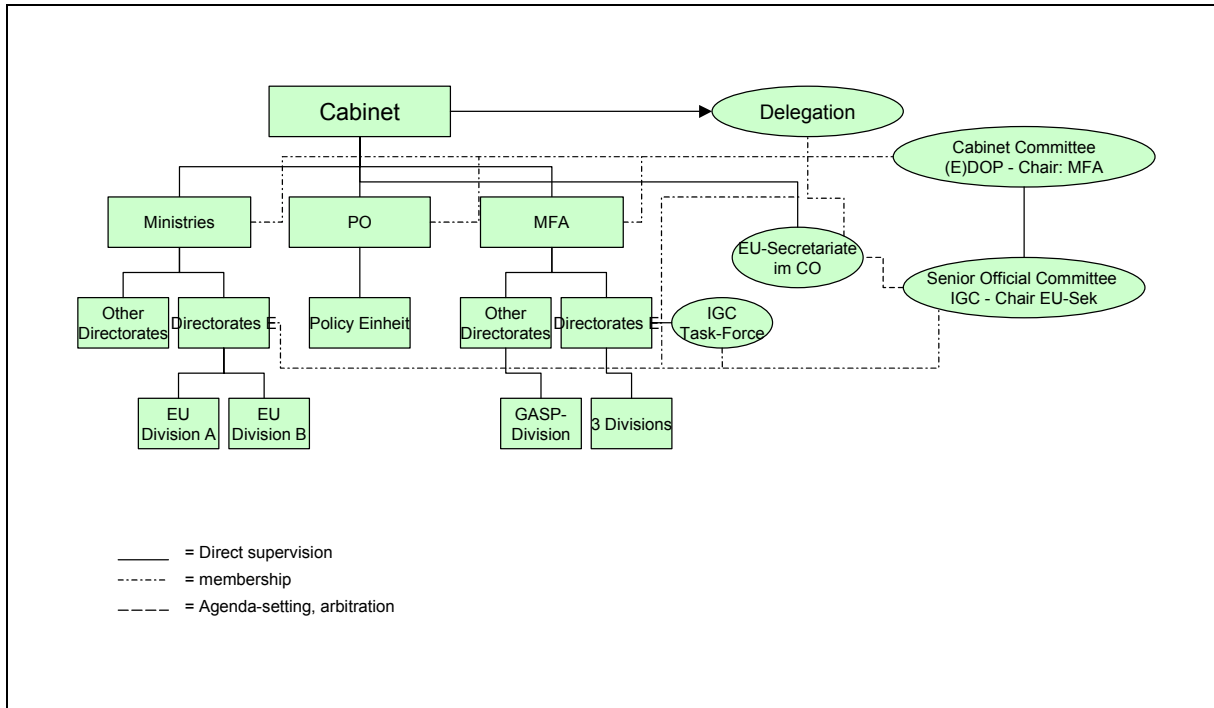 Cabinet
Delegation
Cabinet Committee
(E)DOP - Chair: MFA
Ministries
PO
MFA
EU-Secretariate
im CO
Senior Official Committee
IGC - Chair EU-Sek
Other
Directorates
Directorates E
Policy Einheit
Other
Directorates
Directorates E
IGC
Task-Force
EU
Division A
EU
Division B
GASP-
Division
3 Divisions
= Direct supervision
= membership
= Agenda-setting, arbitration